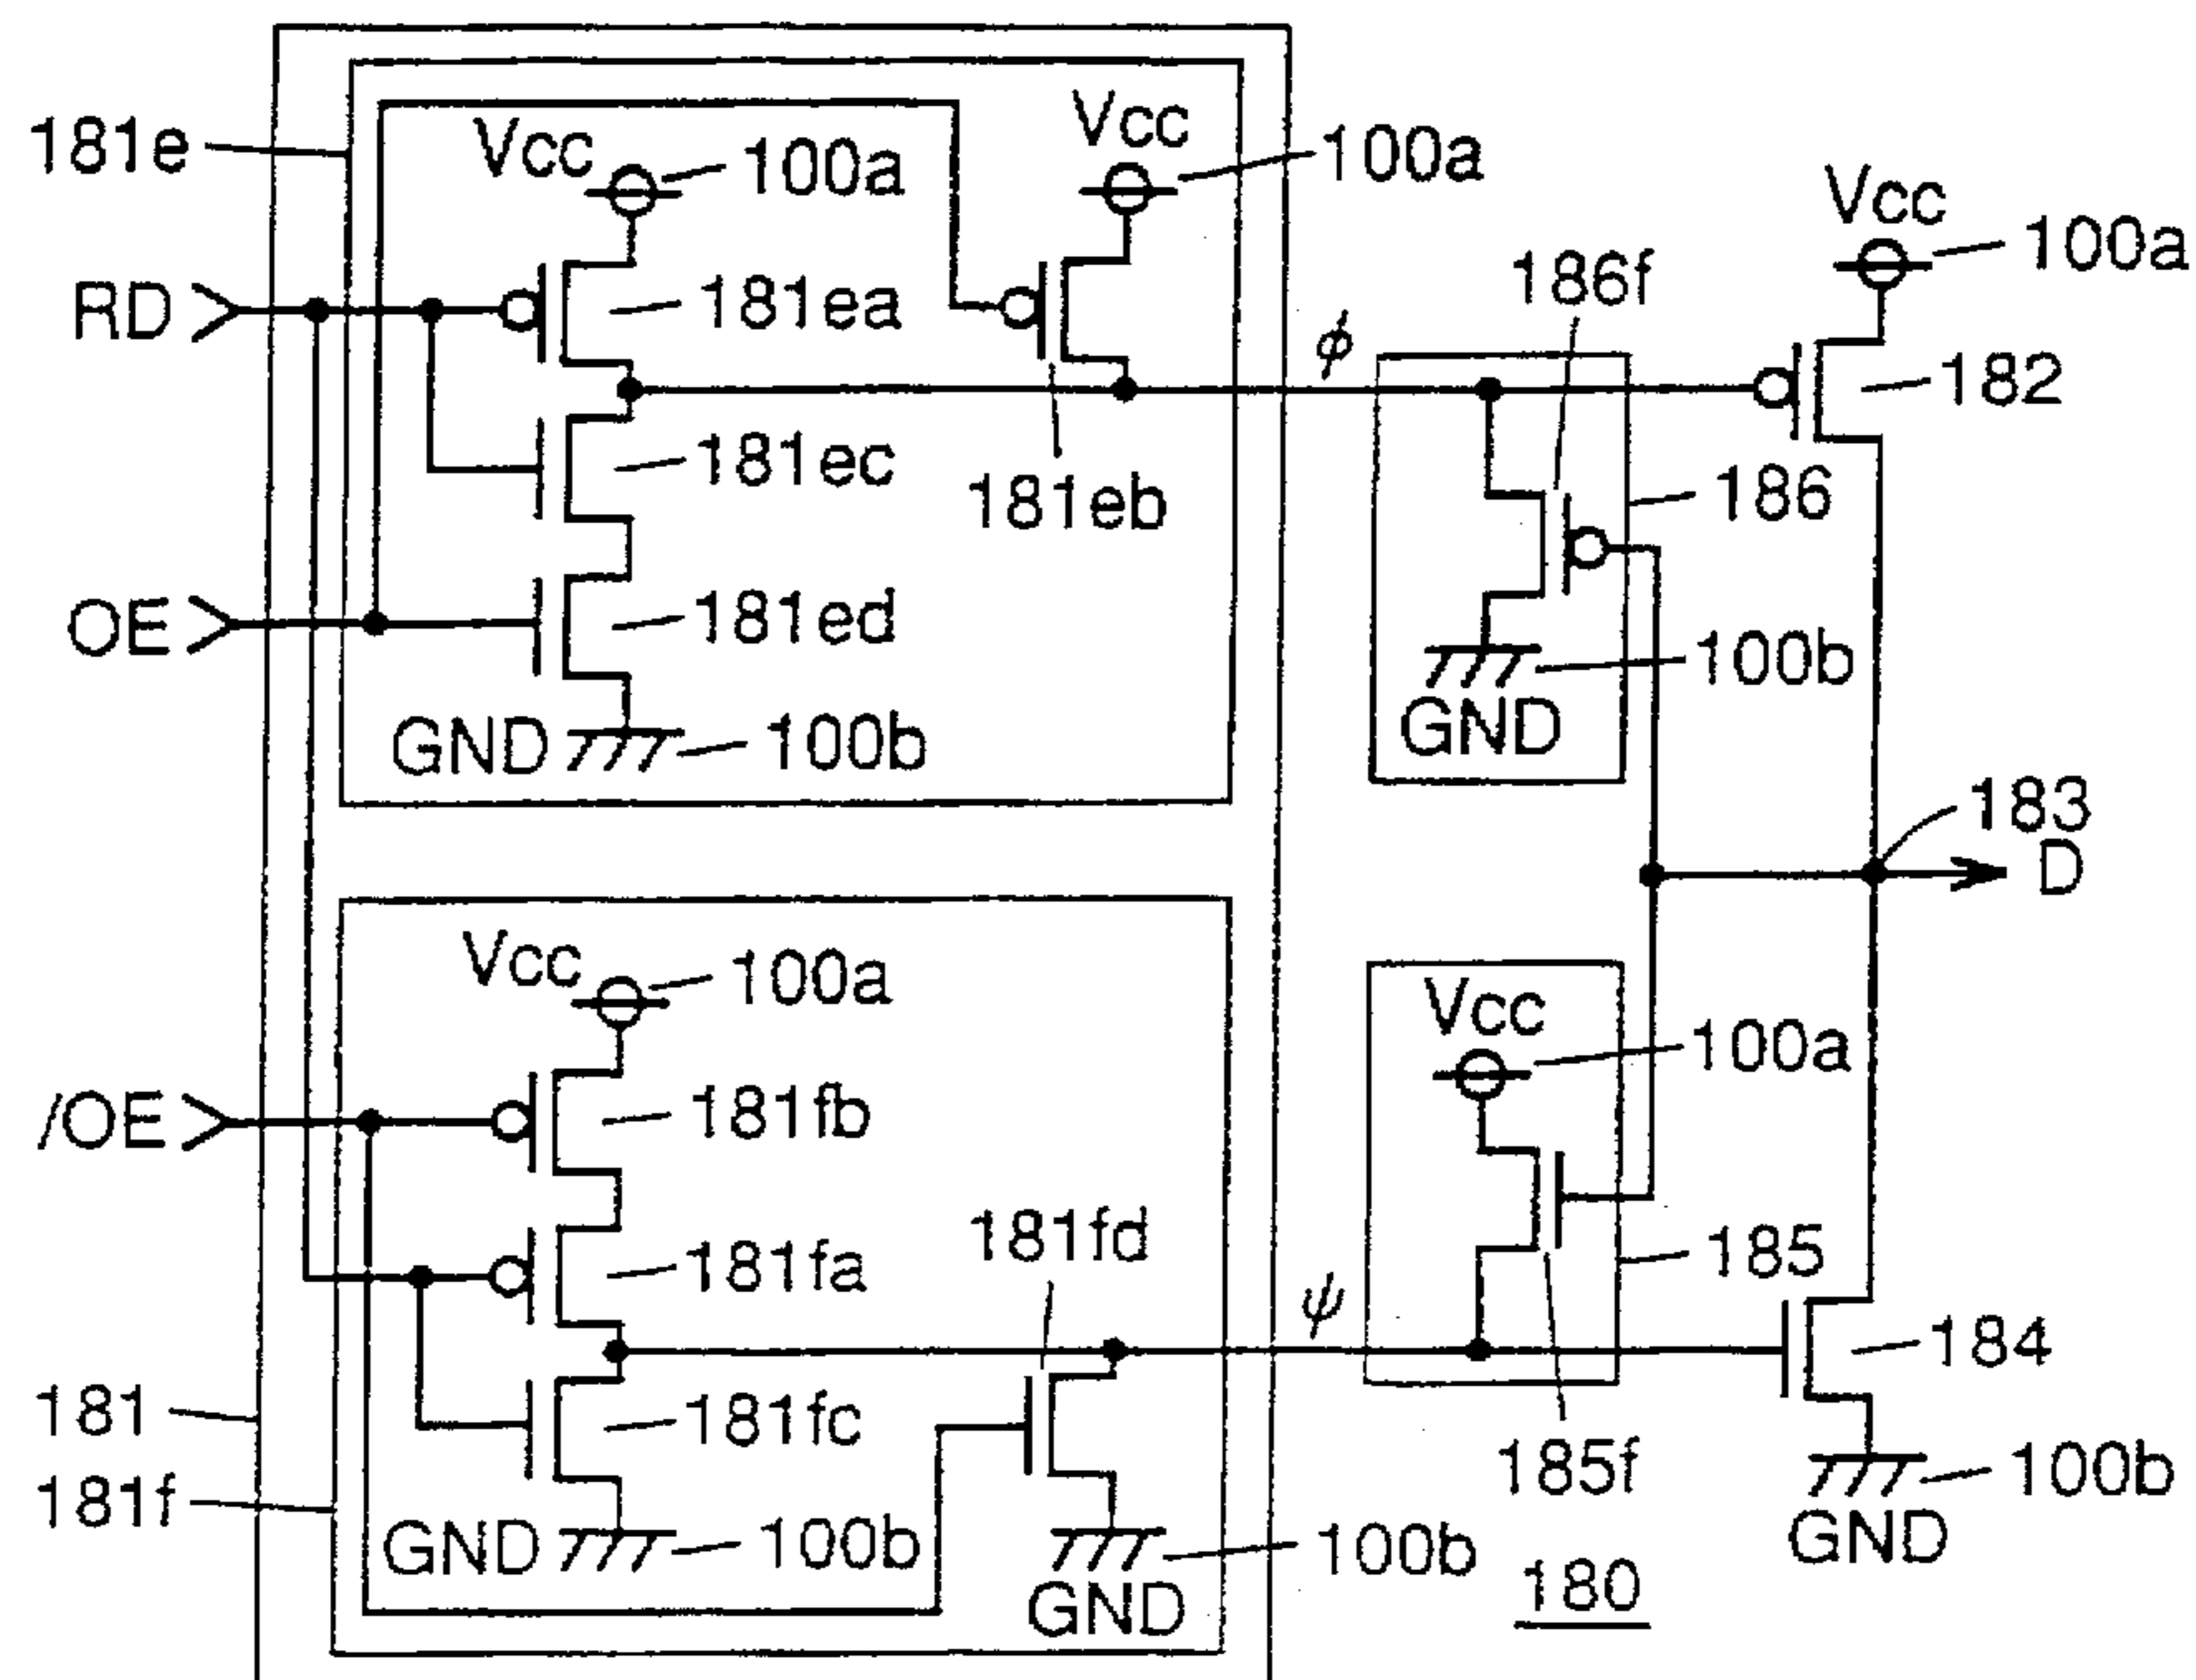 181e
Vcc
100a
Vcc
100a
Vcc
100a
RD
181ea
ϕ
186f
182
181ec
181eb
186
OE
181ed
100b
GND
GND
100b
183
D
Vcc
100a
Vcc
100a
/OE
181fb
181fa
181fd
ψ
185
184
181
181fc
185f
181f
GND
100b
GND
100b
180
GND
100b